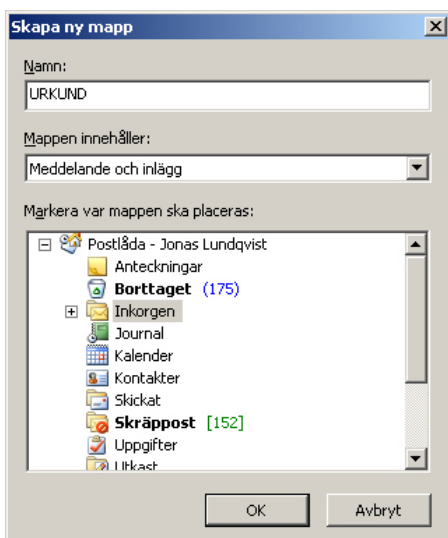 Skapa ny mapp
Namn:
URKUND
Mappen innehåller:
Meddelande och inlägg
Markera var mappen ska placeras:
Postlåda - Jonas Lundqvist
Anteckningar
Borttaget (175)
Inkorgen
Journal
Kalender
Kontakter
Skickat
Skräppost [152]
Uppgifter
Utkast
OK Avbryt